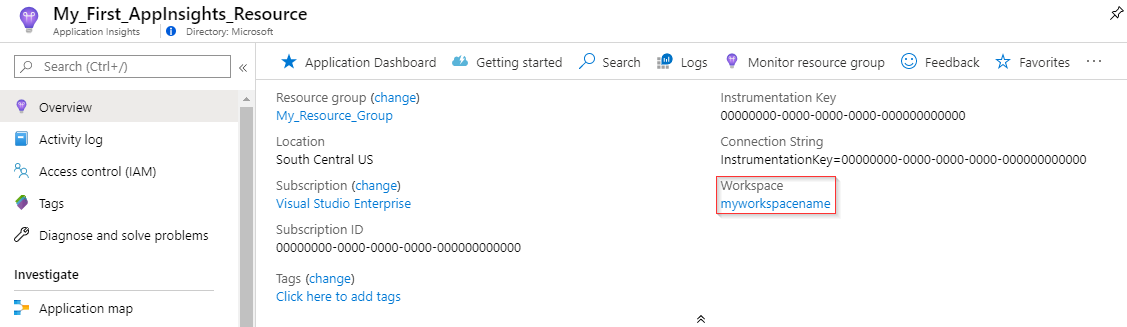 My_First_AppInsights_Resource
Application Insights
Directory: Microsoft
Search (Ctrl+/)
Overview
Activity log
Access control (IAM)
Tags
Diagnose and solve problems
Investigate
Application map
Application Dashboard
Getting started
Search
Logs
Monitor resource group
Feedback
Favorites
Resource group (change)
My_Resource_Group
Location
South Central US
Subscription (change)
Visual Studio Enterprise
Subscription ID
00000000-0000-0000-0000-000000000000
Tags (change)
Click here to add tags
Instrumentation Key
00000000-0000-0000-0000-000000000000
Connection String
InstrumentationKey=00000000-0000-0000-0000-000000000000
Workspace
myworkspacename